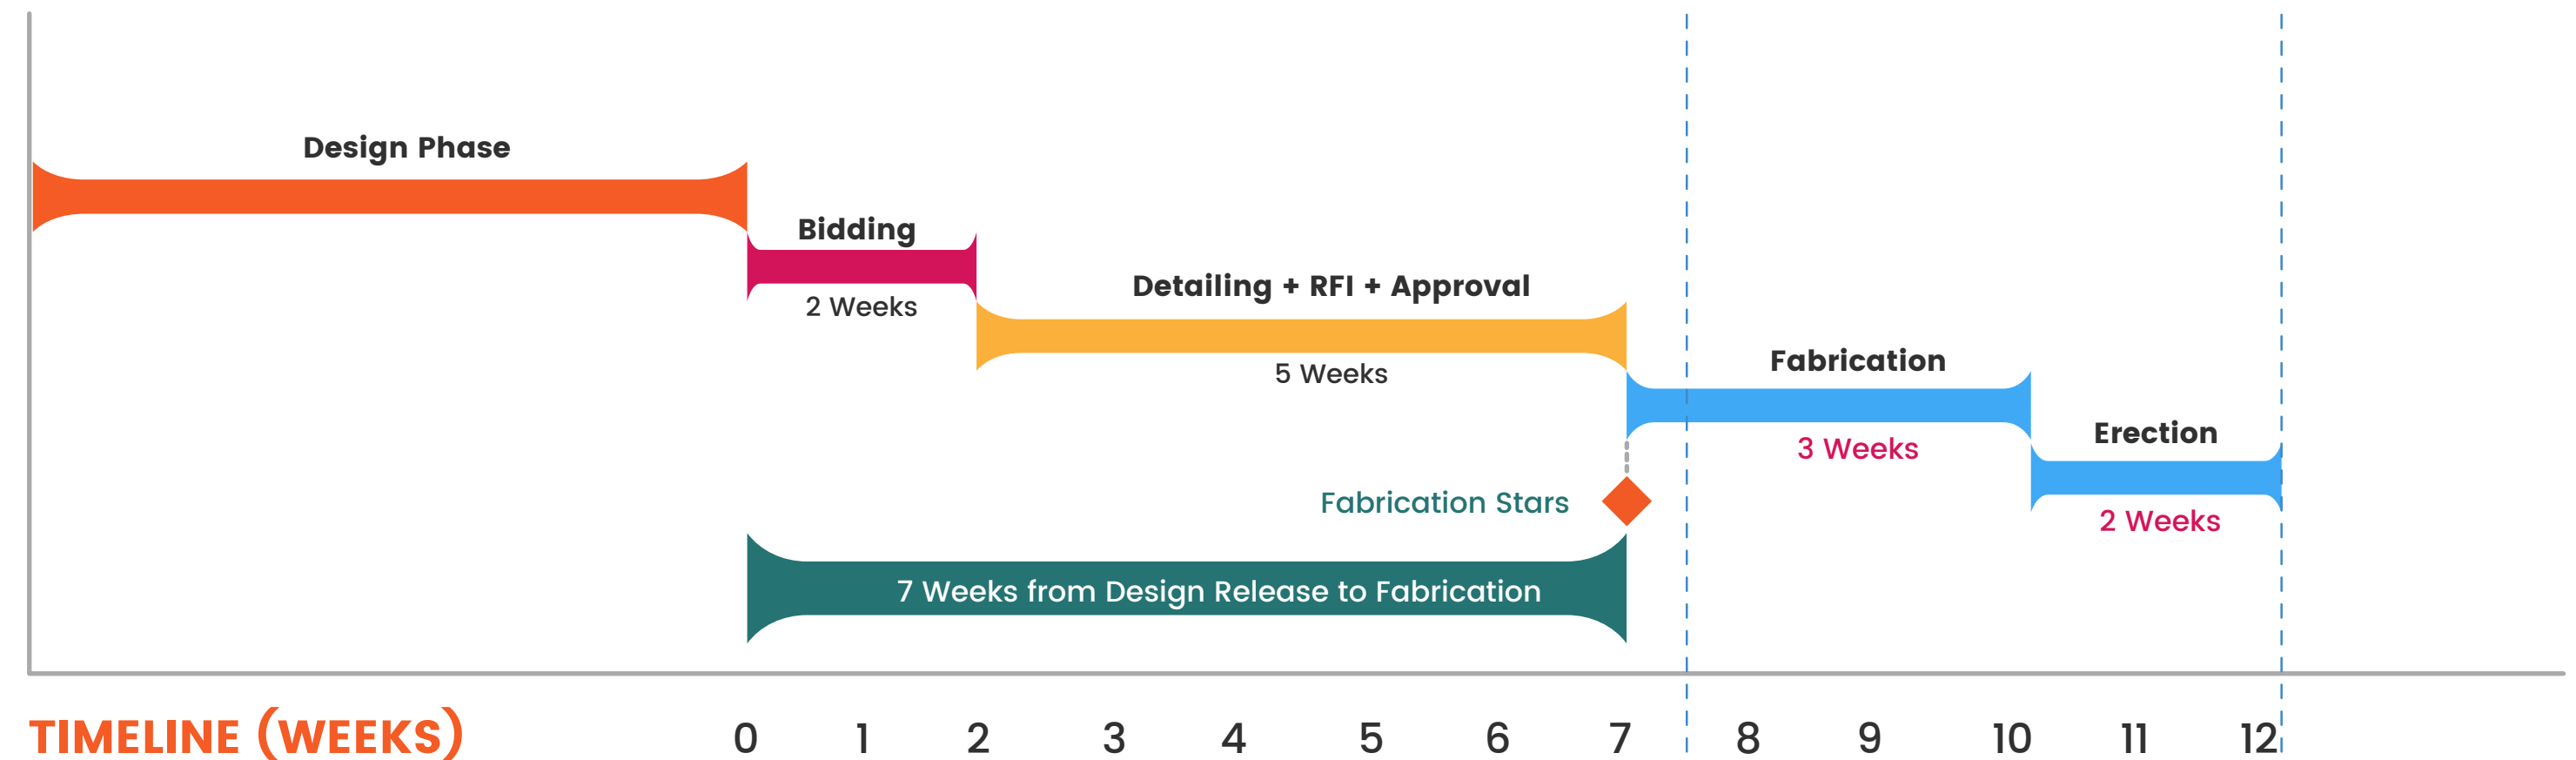 Design Phase
Bidding
2 Weeks
Detailing + RFI + Approval
5 Weeks
Fabrication
3 Weeks
Erection
2 Weeks
Fabrication Stars
7 Weeks from Design Release to Fabrication
TIMELINE (WEEKS) 0 1 2 3 4 5 6 7 8 9 10 11 12